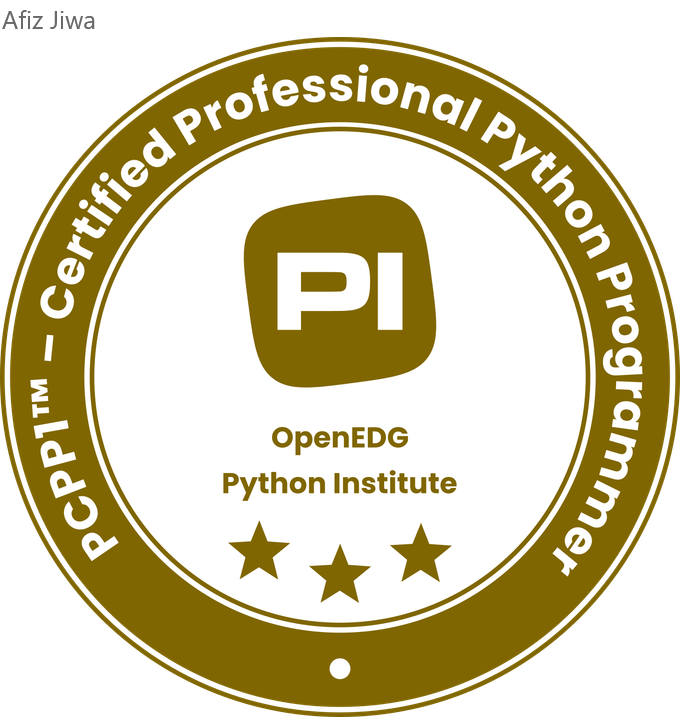 Afiz Jiwa
PCPP1™ – Certified Professional Python Programmer
PI
OpenEDG
Python Institute